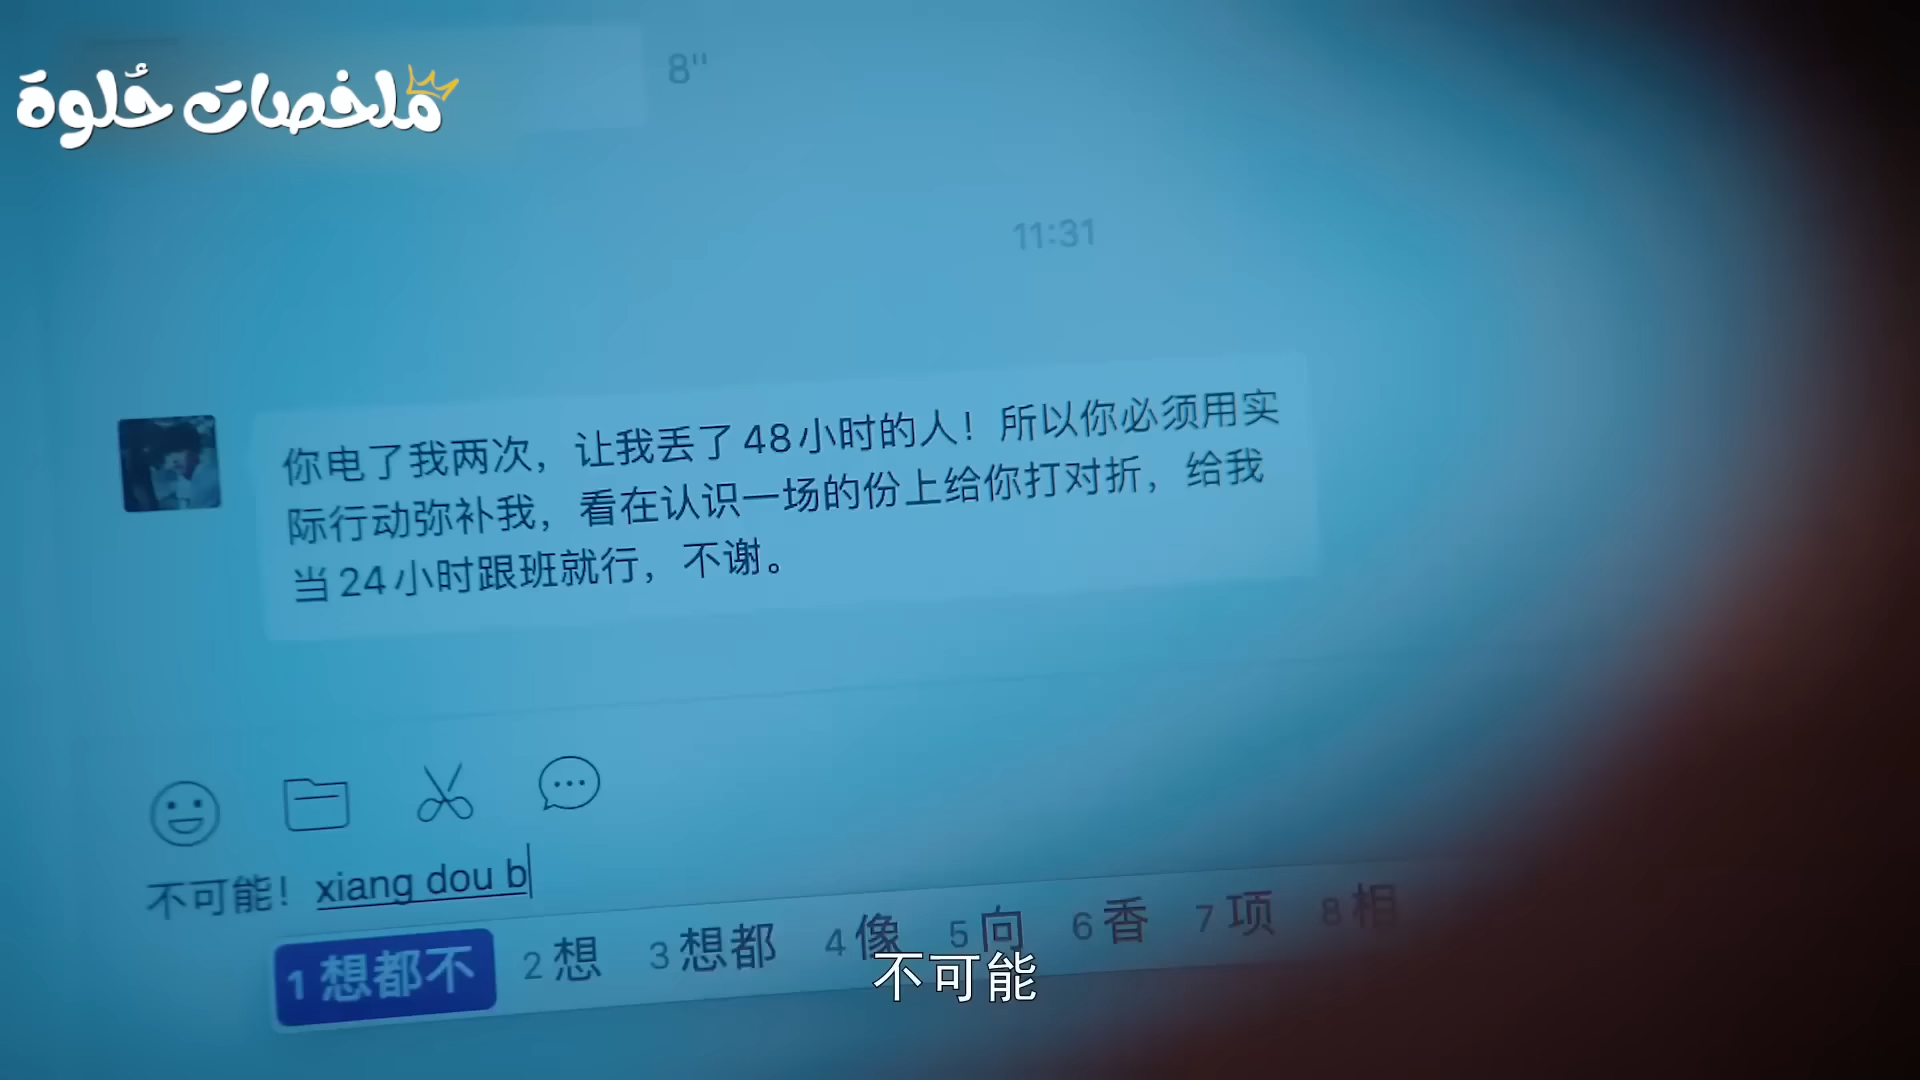 ملخصات حُلوة
8"
11:31
你电了我两次，让我丢了48小时的人！所以你必须用实
际行动弥补我，看在认识一场的份上给你打对折，给我
当24小时跟班就行，不谢。
不可能！xiang dou b
1 想都不 2 想 3 想都 4 像 5 向 6 香 7 项 8 相
不可能